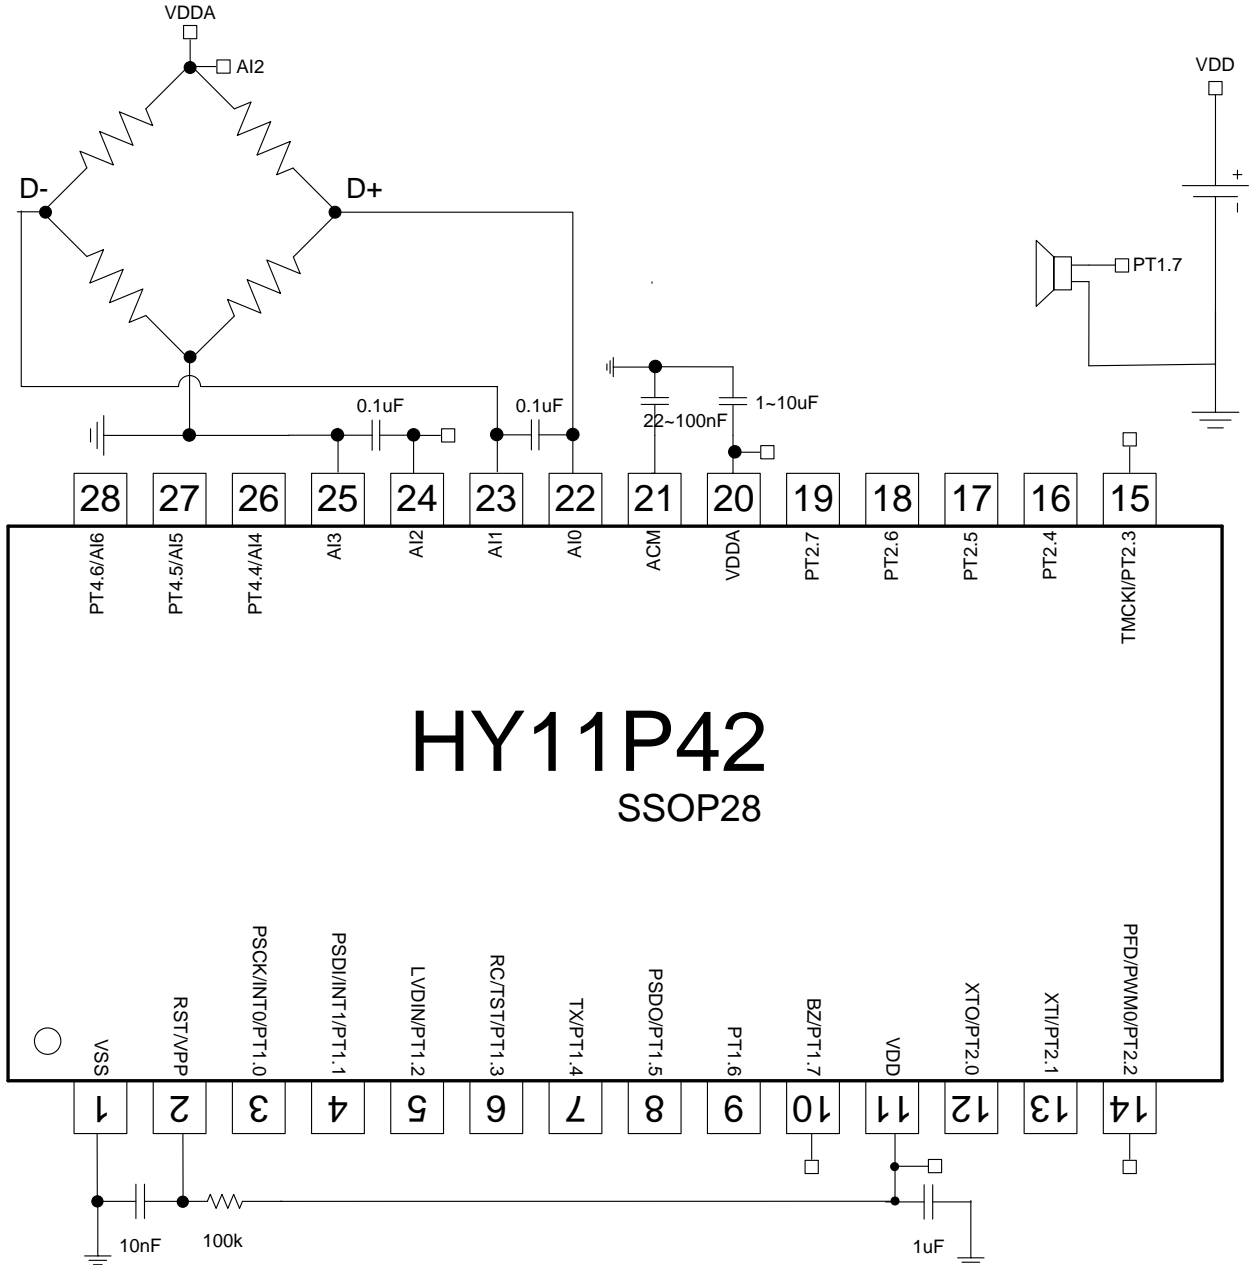 VDDA
AI2
VDD
+
-
D-
D+
PT1.7
0.1uF
0.1uF
22~100nF
1~10uF
28
27
26
25
24
23
22
21
20
19
18
17
16
15
PT4.6/AI6
PT4.5/AI5
PT4.4/AI4
AI3
AI2
AI1
AI0
ACM
VDDA
PT2.7
PT2.6
PT2.5
PT2.4
TMCKI/PT2.3
HY11P42
SSOP28
VSS
RST/VPP
PSCK/INT0/PT1.0
PSDI/INT1/PT1.1
LVDIN/PT1.2
RC/TST/PT1.3
TX/PT1.4
PSDO/PT1.5
PT1.6
BZ/PT1.7
VDD
XTO/PT2.0
XTI/PT2.1
PFD/PWM0/PT2.2
1
2
3
4
5
6
7
8
9
10
11
12
13
14
10nF
100k
1uF